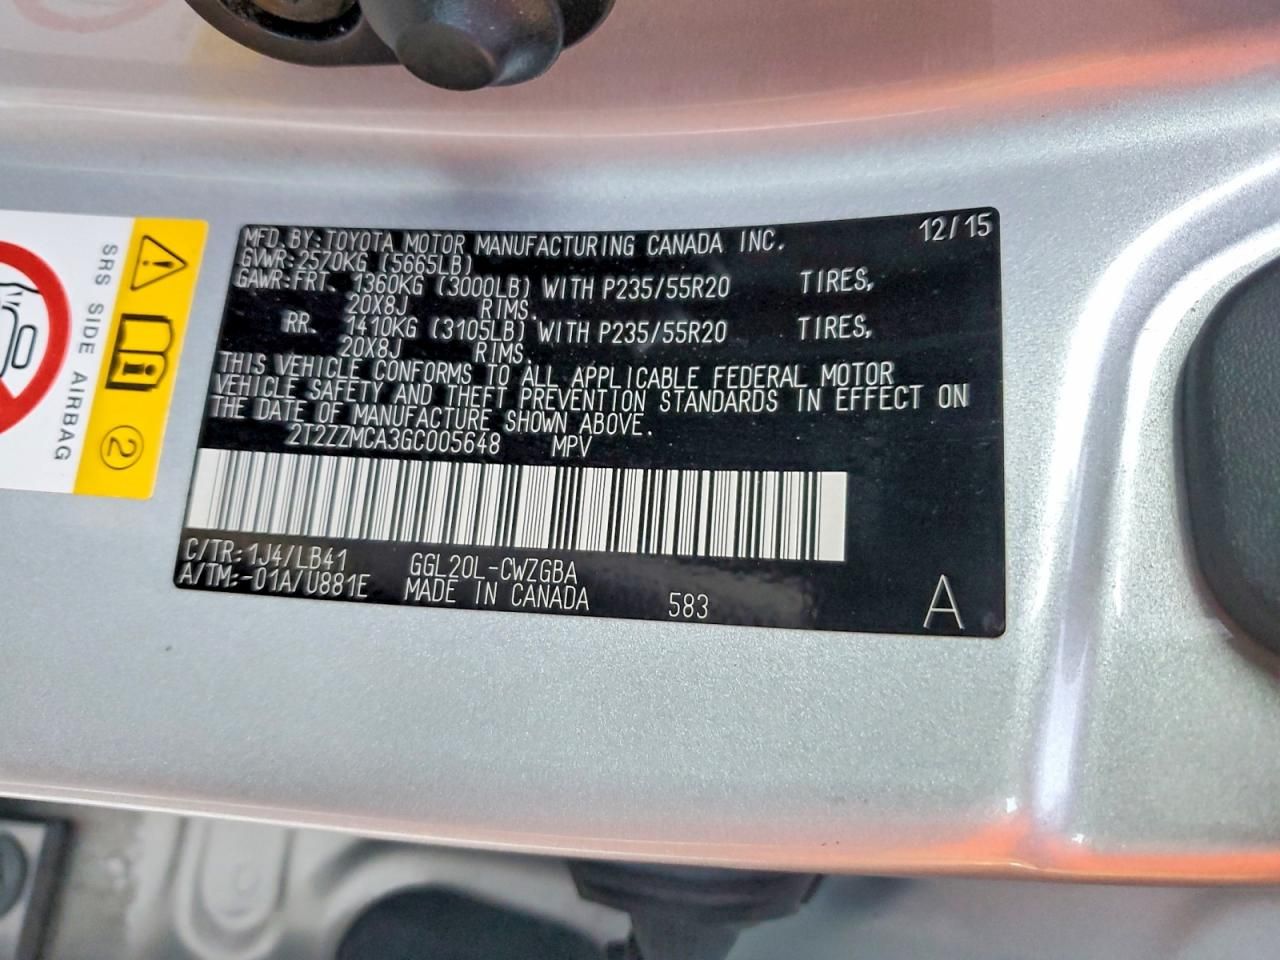 MFD. BY: TOYOTA MOTOR MANUFACTURING CANADA INC. 12/15
GVWR: 2570KG (5665LB)
GAWR: FRT. 1360KG (3000LB) WITH P235/55R20 TIRES,
20X8J RIMS.
RR. 1410KG (3105LB) WITH P235/55R20 TIRES,
20X8J RIMS.
THIS VEHICLE CONFORMS TO ALL APPLICABLE FEDERAL MOTOR
VEHICLE SAFETY AND THEFT PREVENTION STANDARDS IN EFFECT ON
THE DATE OF MANUFACTURE SHOWN ABOVE.
2T2ZZMCA3GC005648 MPV
C/TR: 1J4/LB41 GGL20L-CWZGBA
A/TM: -01A/U881E MADE IN CANADA 583 A
SRS SIDE AIRBAG
2